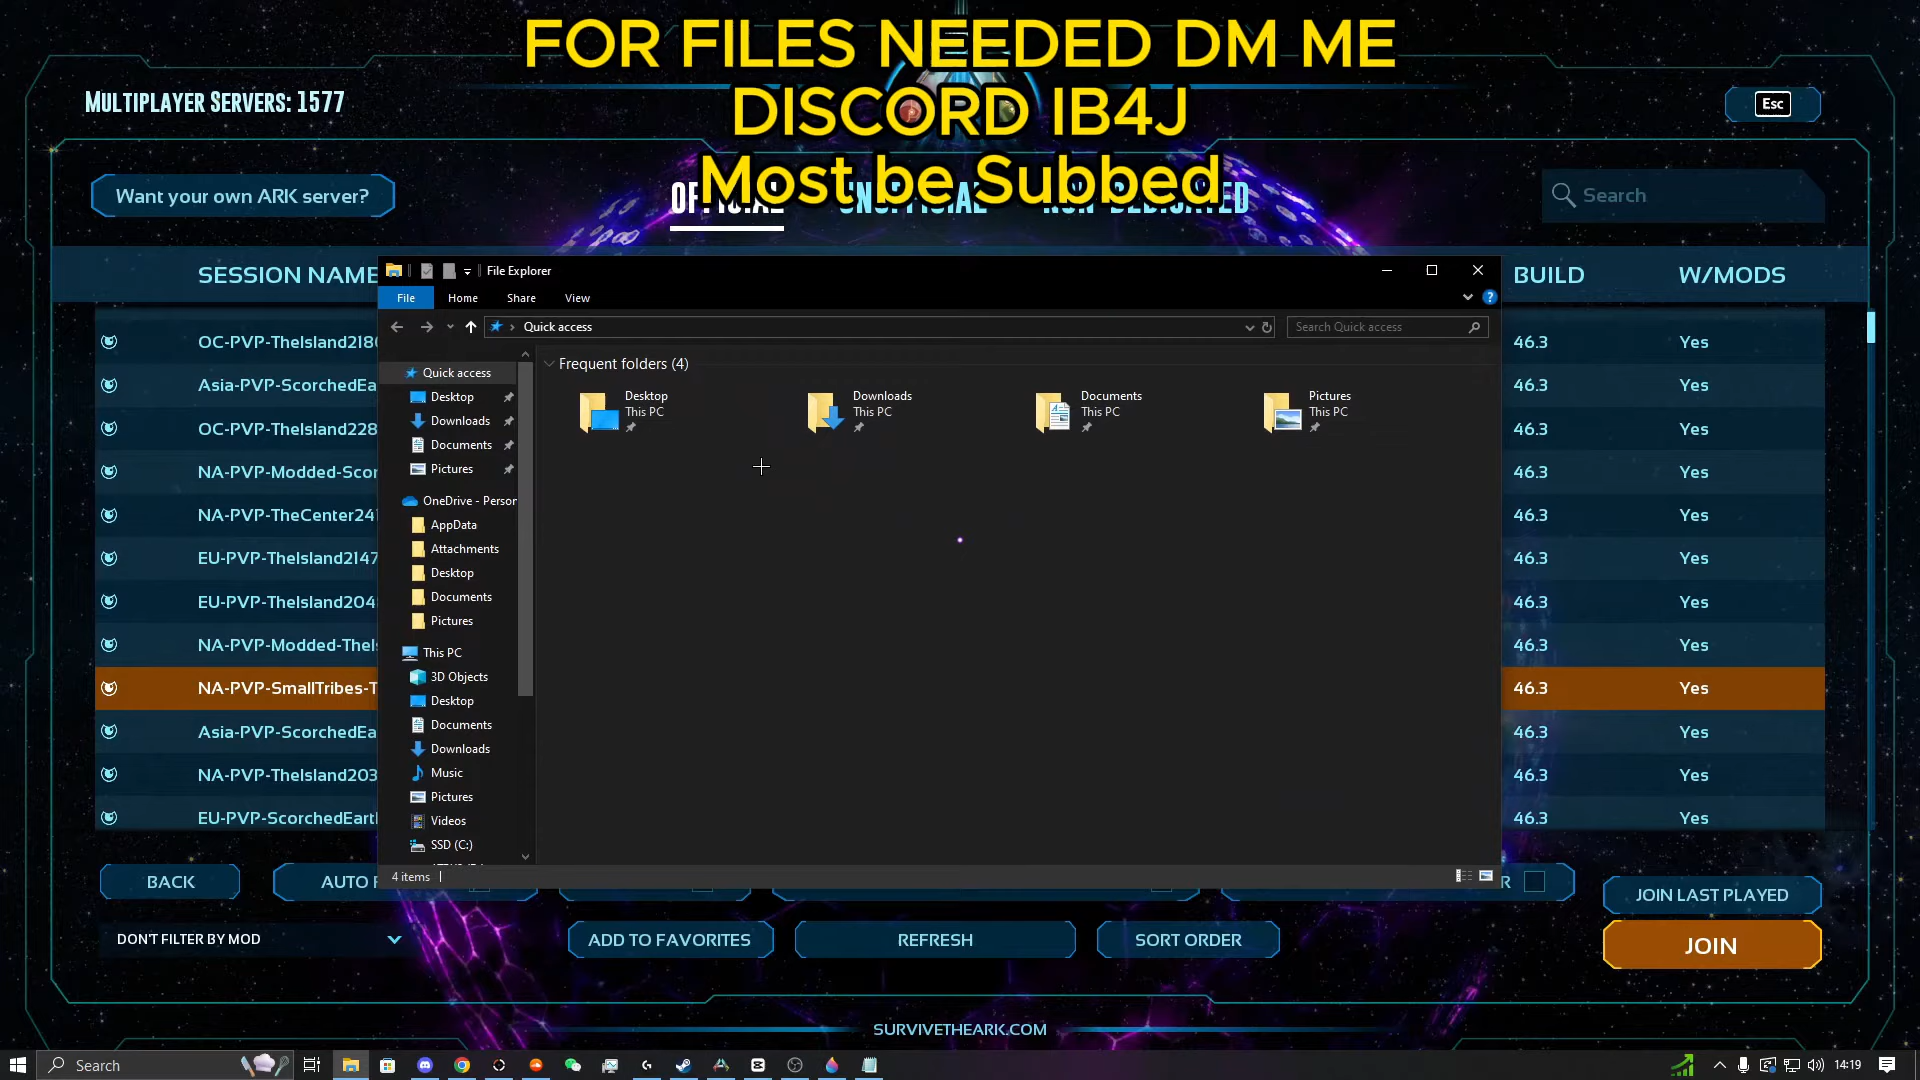 FOR FILES NEEDED DM ME
DISCORD IB4J
Most be Subbed
MULTIPLAYER SERVERS: 1577
Esc
Want your own ARK server?
OFFICIAL UNOFFICIAL NON-DEDICATED
Search
SESSION NAME BUILD W/MODS
File Explorer
File Home Share View
Quick access
Search Quick access
Frequent folders (4)
Desktop
This PC
Downloads
This PC
Documents
This PC
Pictures
This PC
Quick access
Desktop
Downloads
Documents
Pictures
OneDrive - Person
AppData
Attachments
Desktop
Documents
Pictures
This PC
3D Objects
Desktop
Documents
Downloads
Music
Pictures
Videos
SSD (C:)
4 items
OC-PVP-TheIsland218 46.3 Yes
Asia-PVP-ScorchedEa 46.3 Yes
OC-PVP-TheIsland228 46.3 Yes
NA-PVP-Modded-Scor 46.3 Yes
NA-PVP-TheCenter24 46.3 Yes
EU-PVP-TheIsland2147 46.3 Yes
EU-PVP-TheIsland204 46.3 Yes
NA-PVP-Modded-TheIs 46.3 Yes
NA-PVP-SmallTribes-T 46.3 Yes
Asia-PVP-ScorchedEa 46.3 Yes
NA-PVP-TheIsland203 46.3 Yes
EU-PVP-ScorchedEart 46.3 Yes
BACK
AUTO
R
JOIN LAST PLAYED
DON'T FILTER BY MOD
ADD TO FAVORITES
REFRESH
SORT ORDER
JOIN
SURVIVETHEARK.COM
Search
14:19